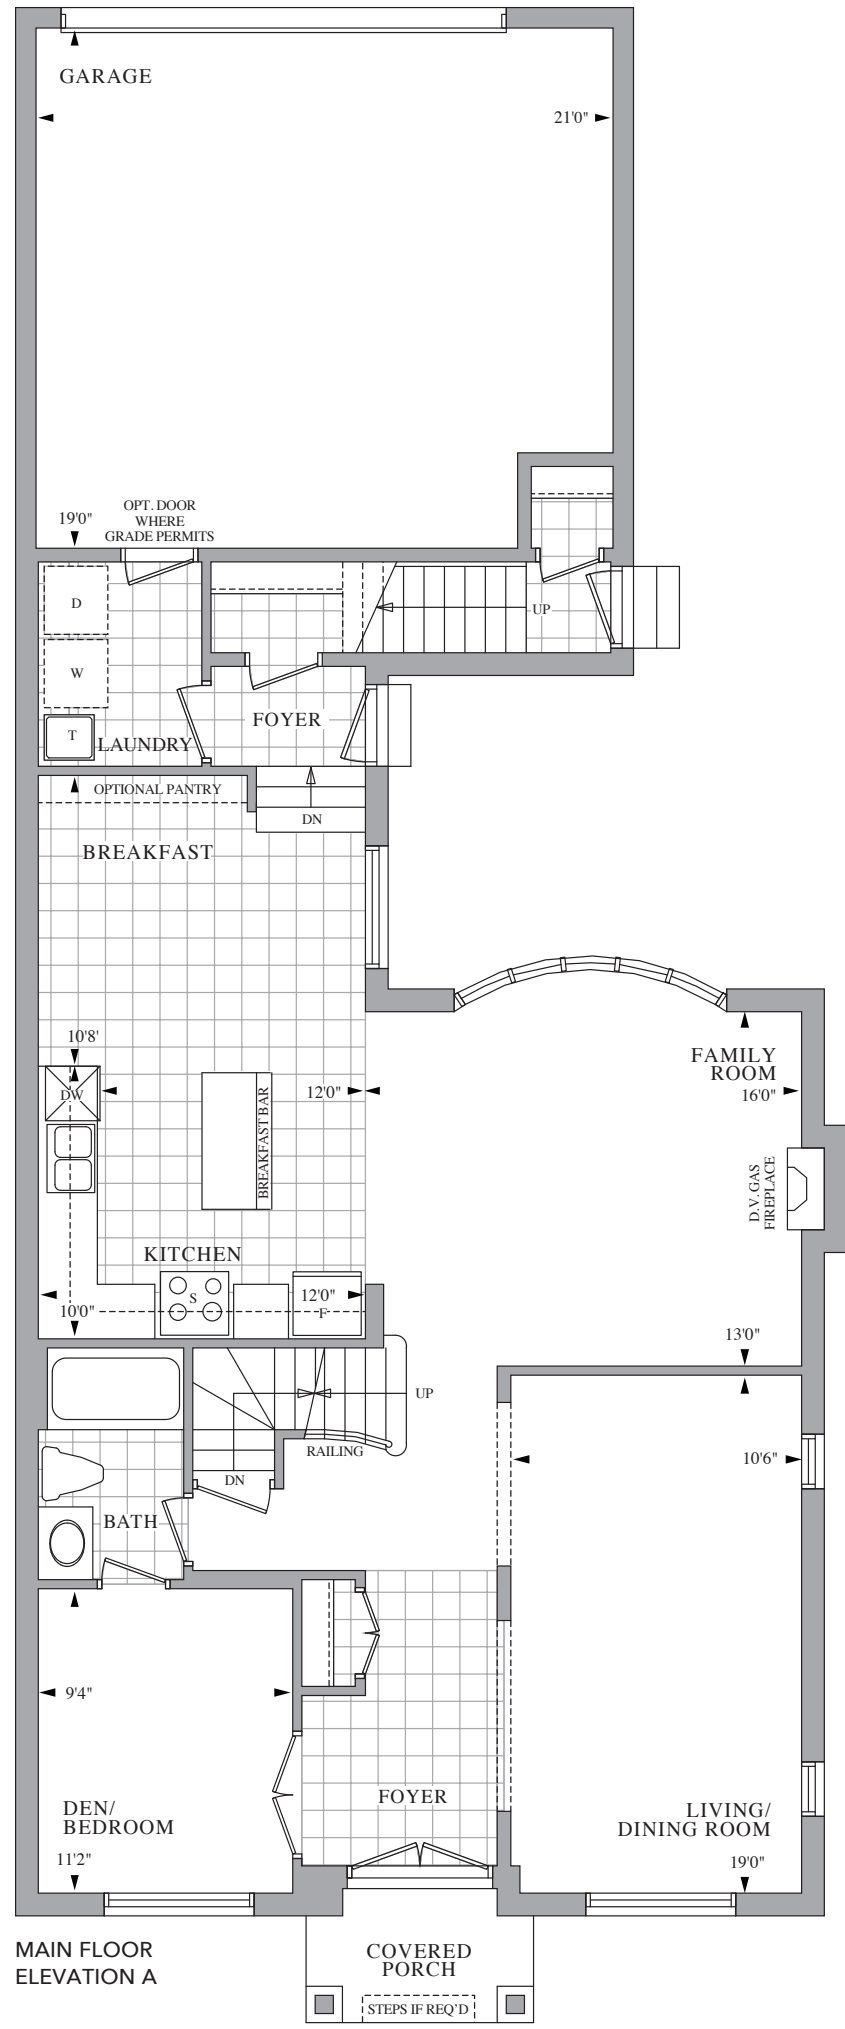 GARAGE
21'0"
OPT. DOOR
WHERE
GRADE PERMITS
19'0"
D
W
T
LAUNDRY
UP
FOYER
DN
OPTIONAL PANTRY
BREAKFAST
10'8'
DW
12'0"
BREAKFAST BAR
FAMILY
ROOM
16'0"
D.V. GAS
FIREPLACE
KITCHEN
S
12'0"
F
10'0"
13'0"
UP
RAILING
DN
10'6"
BATH
9'4"
DEN/
BEDROOM
11'2"
FOYER
LIVING/
DINING ROOM
19'0"
MAIN FLOOR
ELEVATION A
COVERED
PORCH
STEPS IF REQ'D